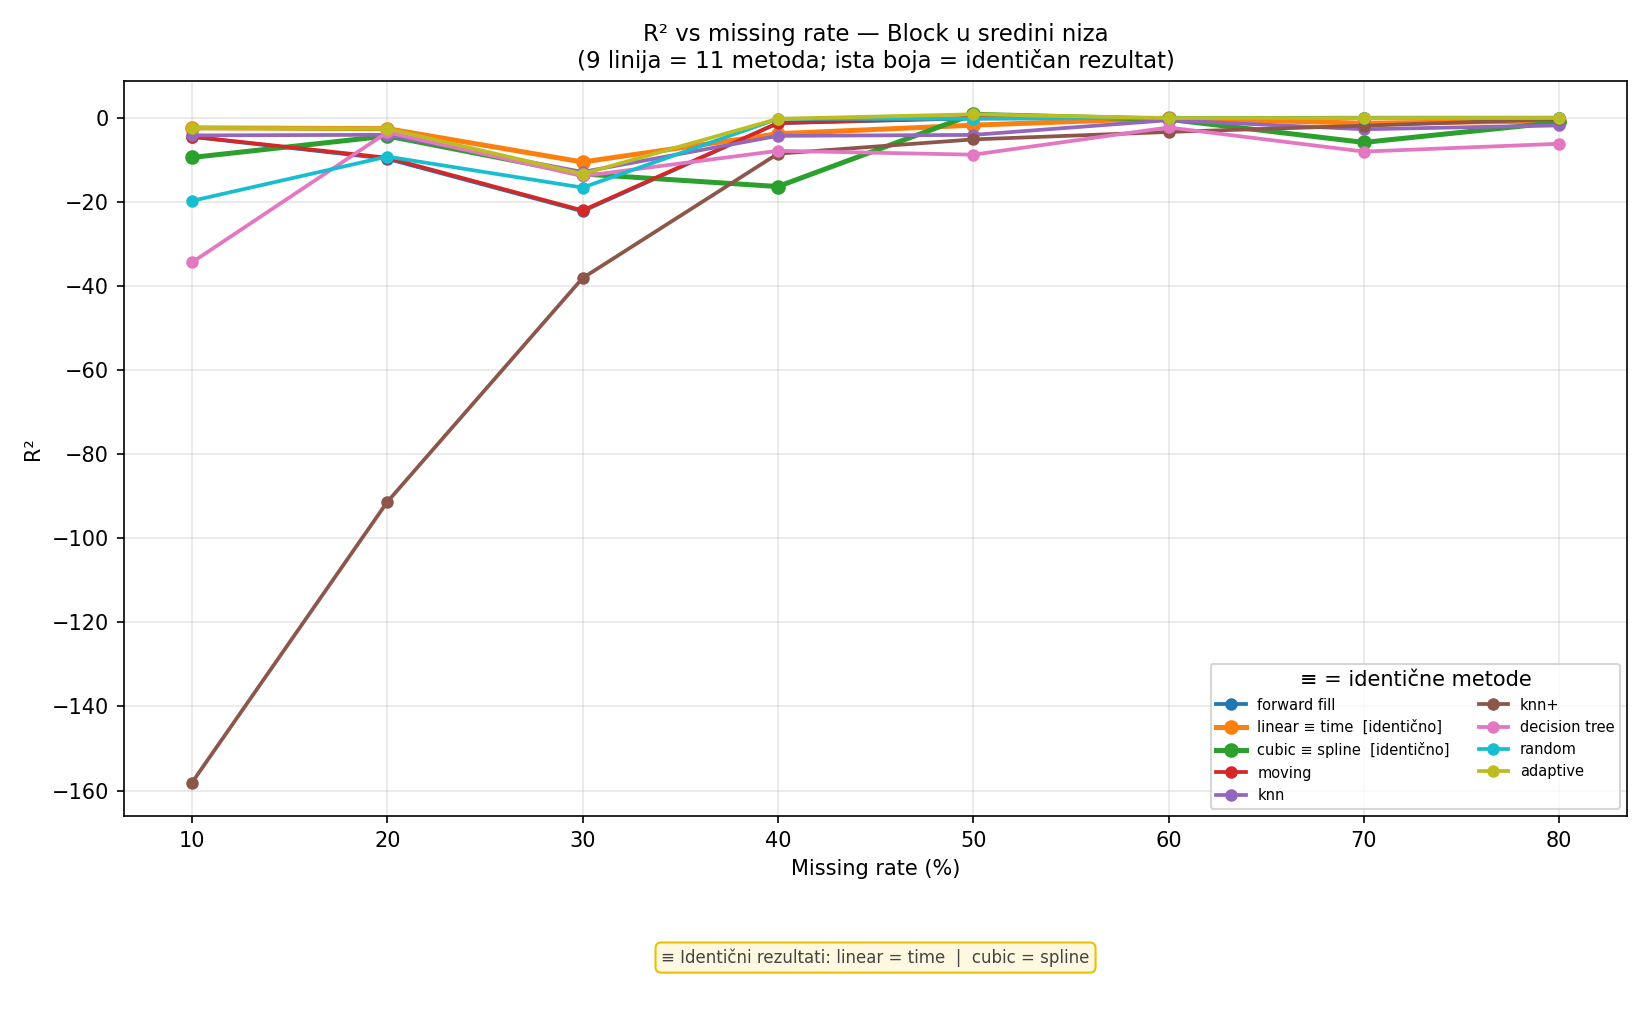 R² vs missing rate — Block u sredini niza
(9 linija = 11 metoda; ista boja = identičan rezultat)
R²
0
−20
−40
−60
−80
−100
−120
−140
−160
10 20 30 40 50 60 70 80
Missing rate (%)
≡ = identične metode
forward fill
linear ≡ time [identično]
cubic ≡ spline [identično]
moving
knn
knn+
decision tree
random
adaptive
≡ Identični rezultati: linear = time | cubic = spline